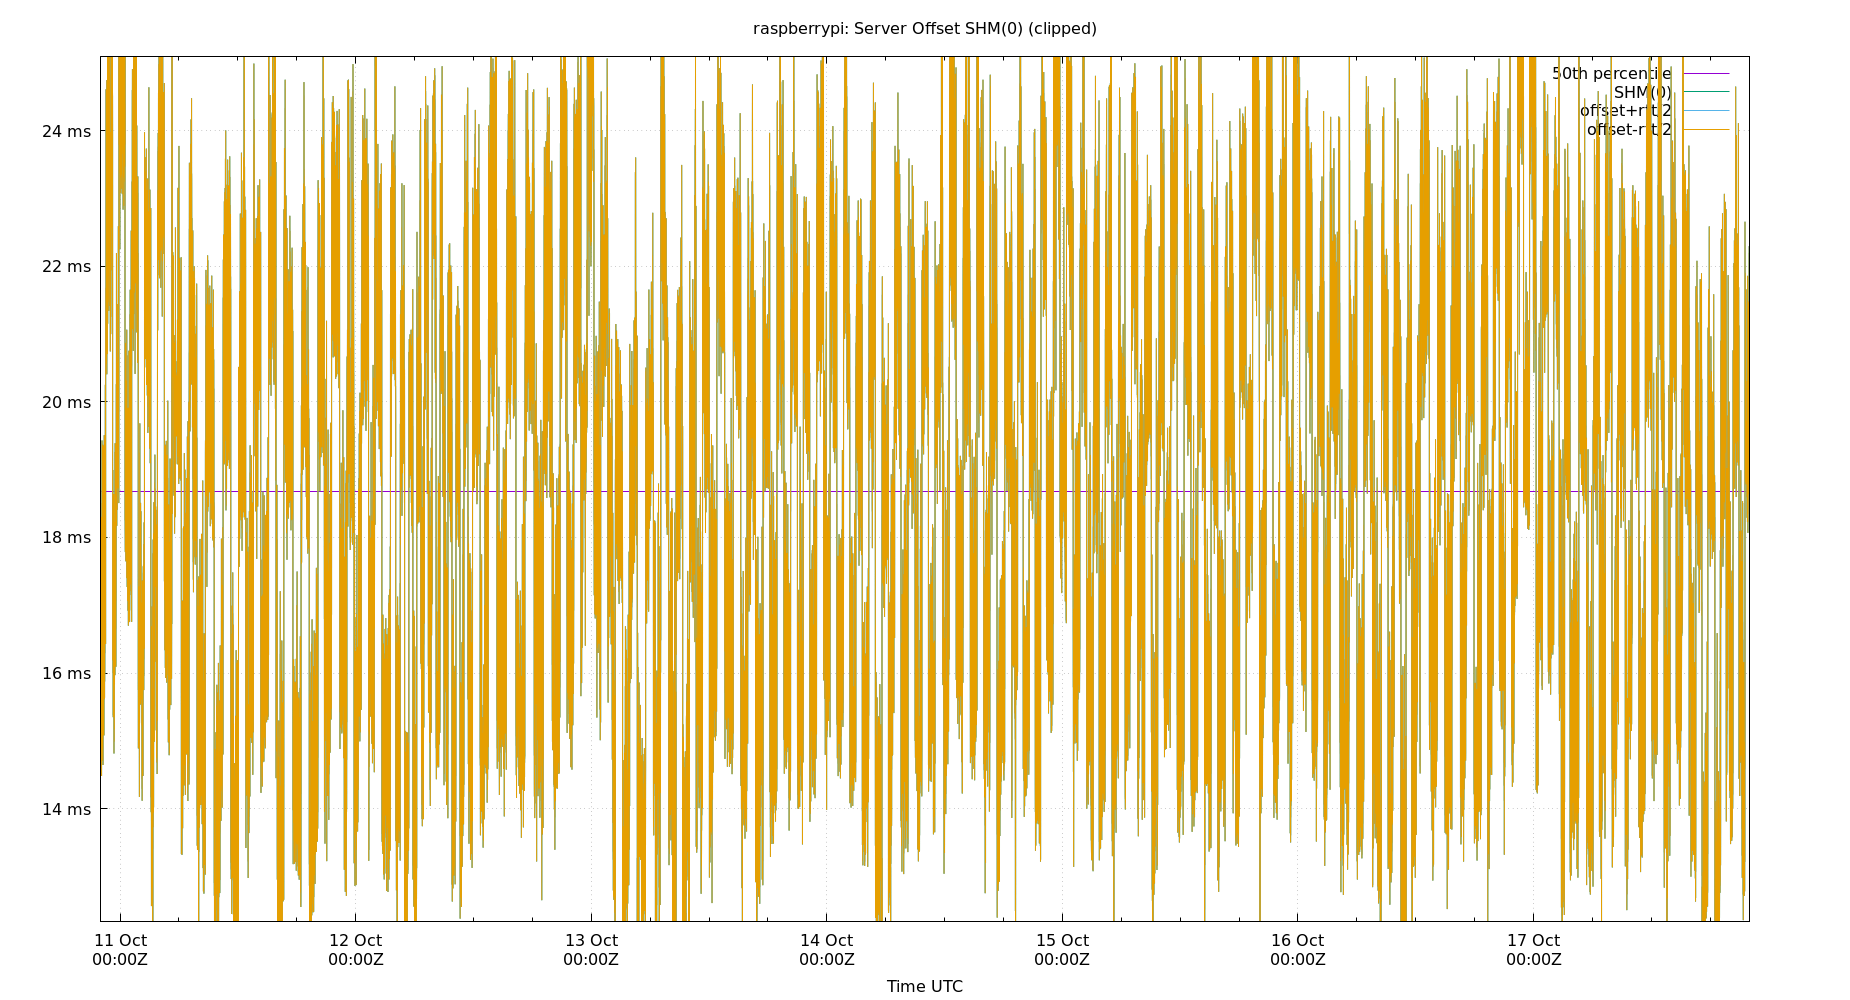 raspberrypi: Server Offset SHM(0) (clipped)
50th percentile
SHM(0)
offset+rtt/2
offset-rtt/2
24 ms
22 ms
20 ms
18 ms
16 ms
14 ms
11 Oct 12 Oct 13 Oct 14 Oct 15 Oct 16 Oct 17 Oct
00:00Z 00:00Z 00:00Z 00:00Z 00:00Z 00:00Z 00:00Z
Time UTC